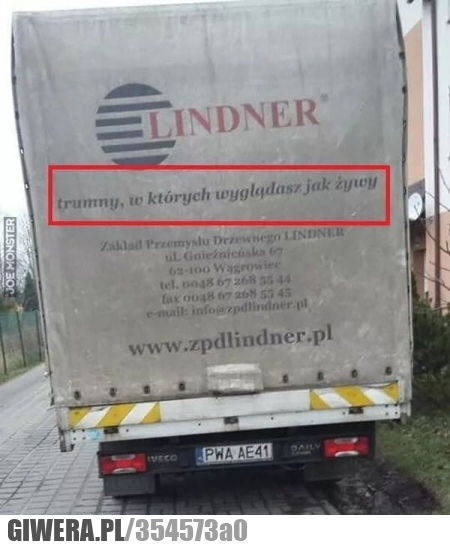 LINDNER®
trumny, w których wyglądasz jak żywy
Zakład Przemysłu Drzewnego LINDNER
ul. Gnieźnieńska 67
62-100 Wągrowiec
tel. 0048 67 268 55 44
fax 0048 67 268 55 45
e-mail: info@zpdlindner.pl
www.zpdlindner.pl
IVECO
PWA AE41
DAILY
JOE MONSTER
GIWERA.PL/354573a0